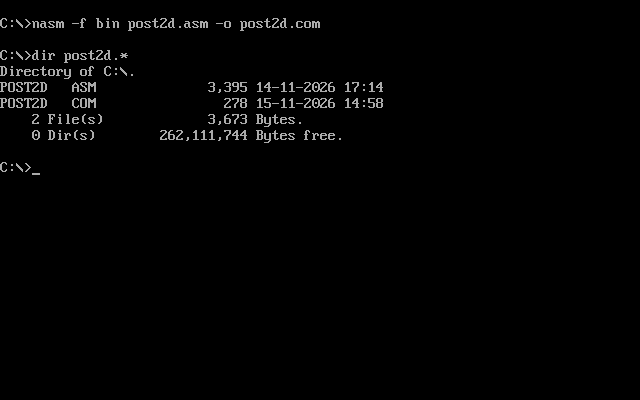 C:\>nasm -f bin post2d.asm -o post2d.com
C:\>dir post2d.*
Directory of C:\.
POST2D   ASM              3,395 14-11-2026 17:14
POST2D   COM                278 15-11-2026 14:58
    2 File(s)             3,673 Bytes.
    0 Dir(s)        262,111,744 Bytes free.
C:\>_